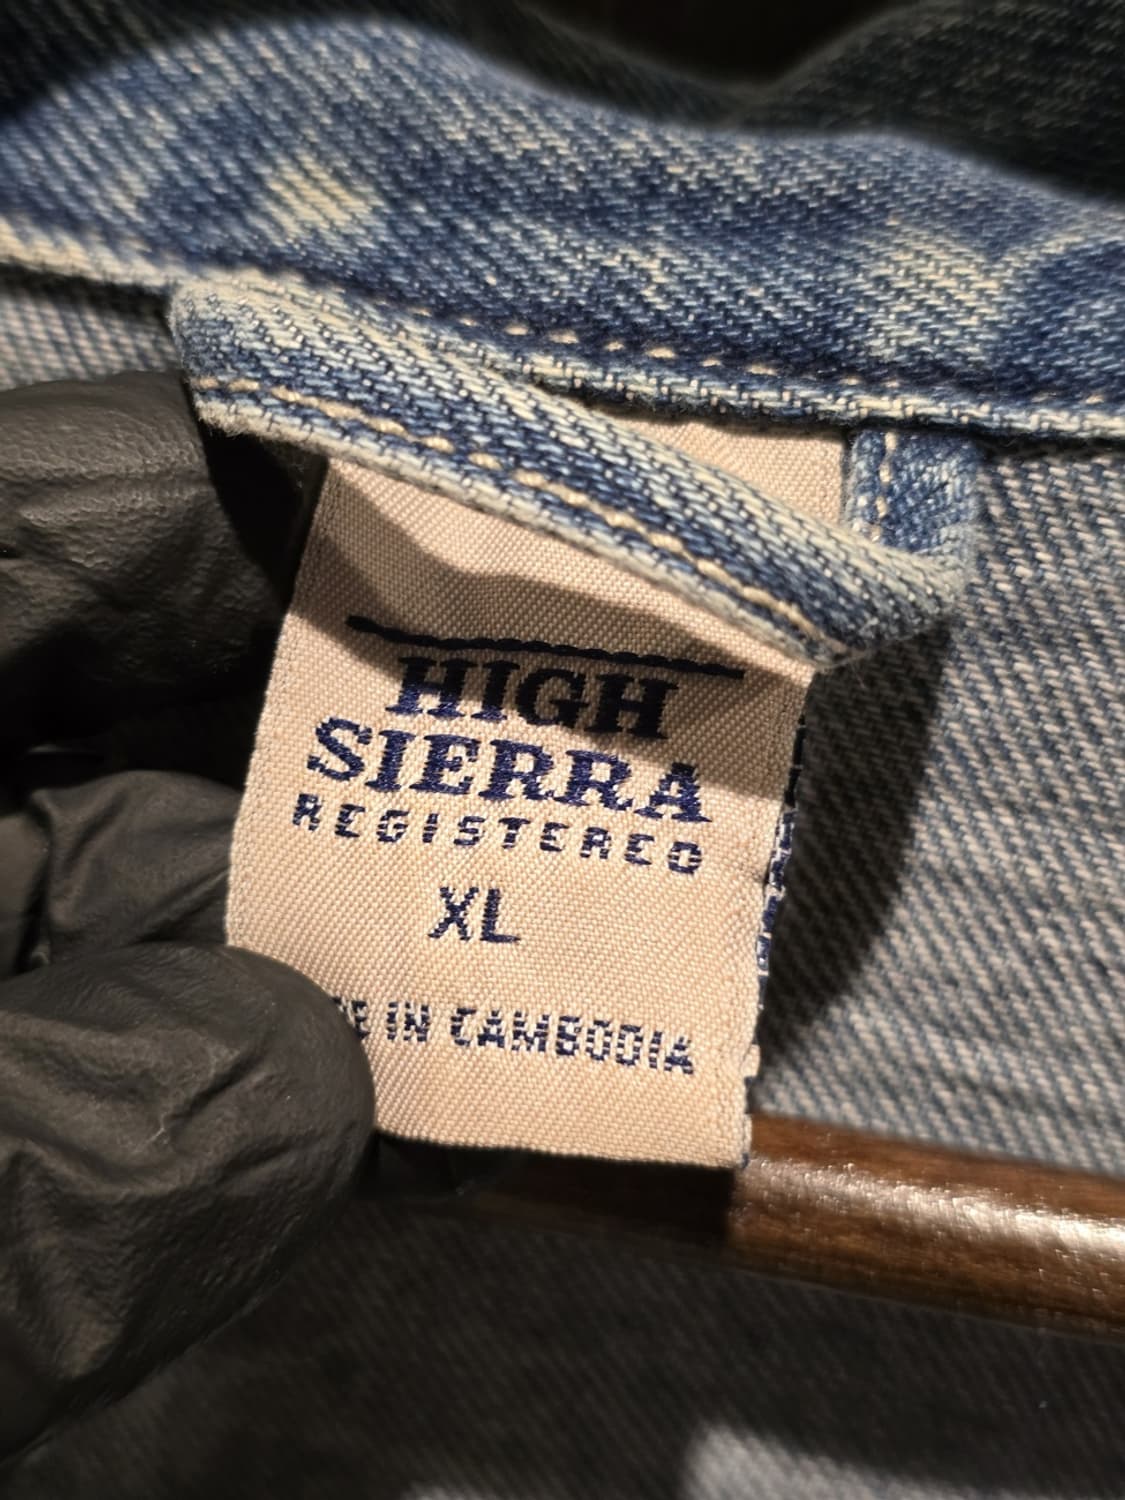 HIGH
SIERRA
REGISTERED
XL
IN CAMBODIA